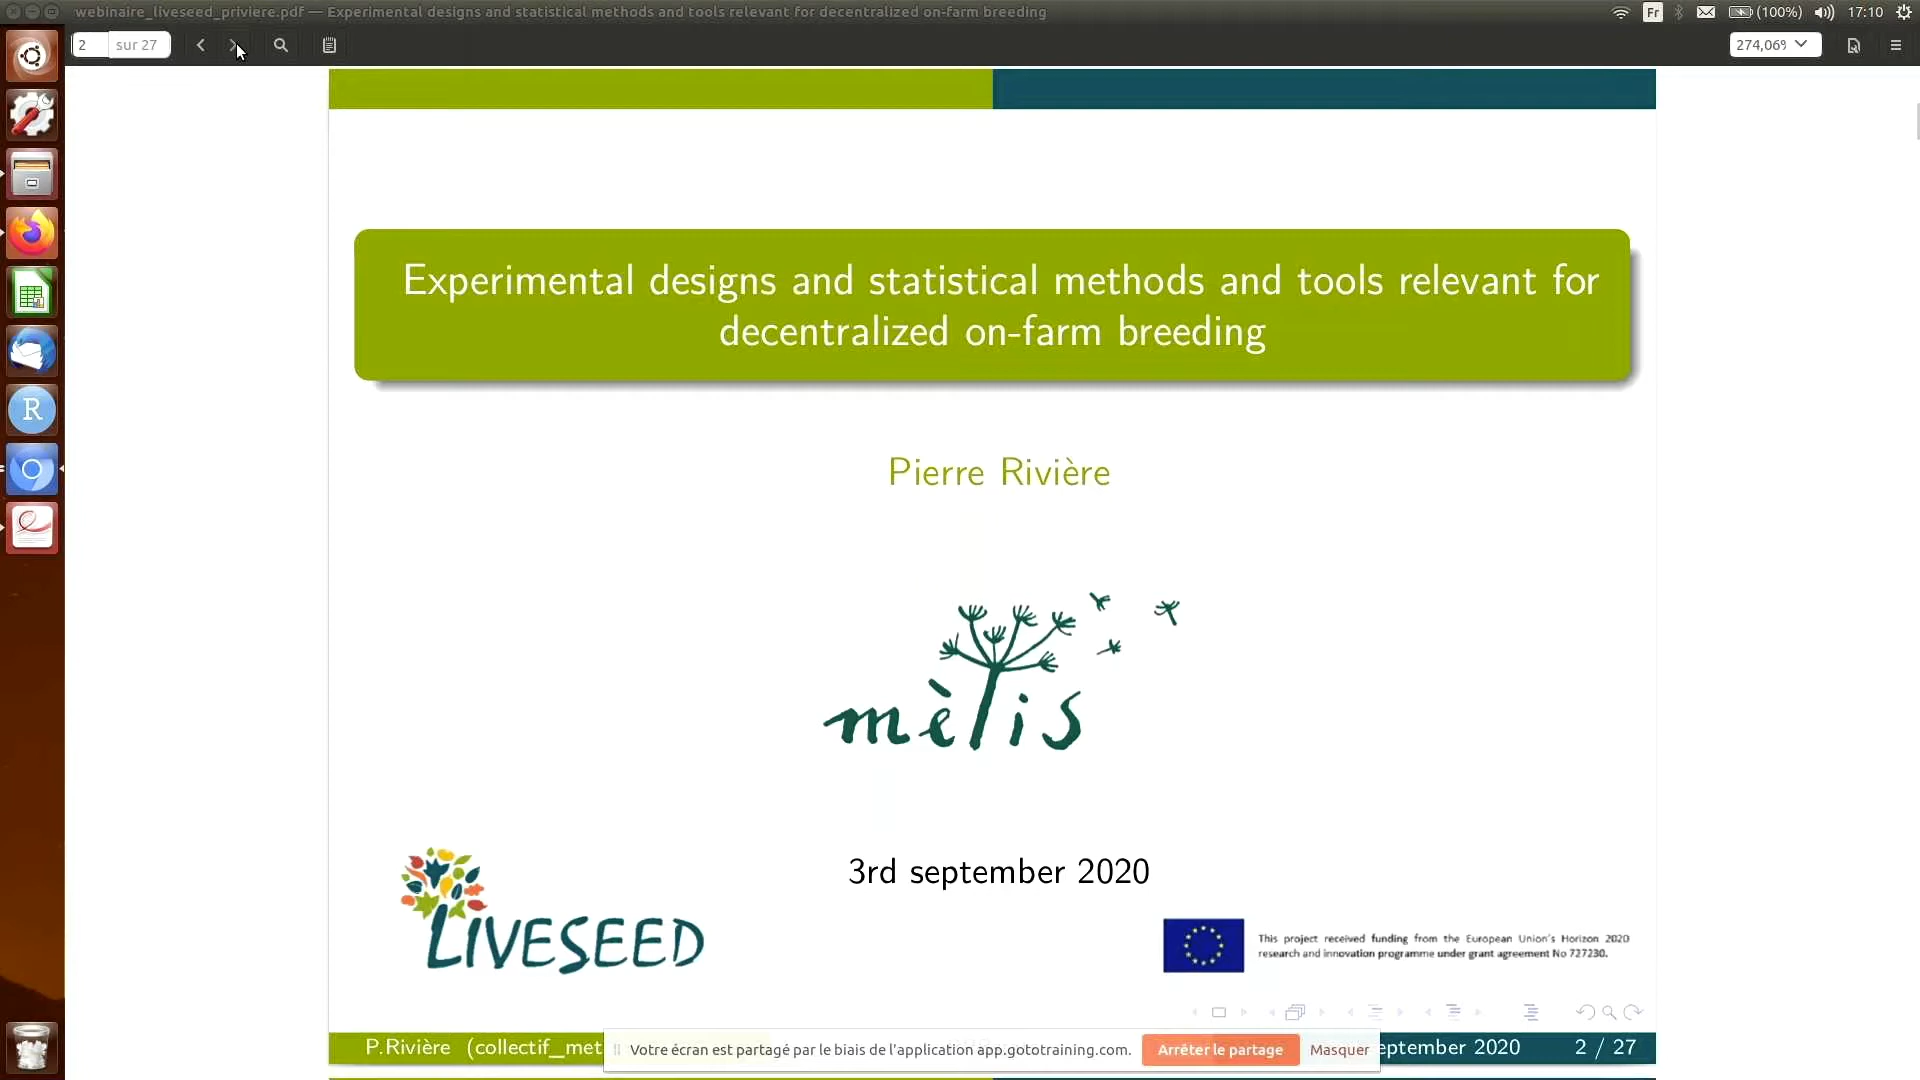 webinaire_liveseed_priviere.pdf — Experimental designs and statistical methods and tools relevant for decentralized on-farm breeding
Fr
(100%)
17:10
2 sur 27
274,06%
Experimental designs and statistical methods and tools relevant for
decentralized on-farm breeding
Pierre Rivière
mètis
3rd september 2020
LIVESEED
This project received funding from the European Union's Horizon 2020
research and innovation programme under grant agreement No 727230.
P.Rivière (collectif_met
Votre écran est partagé par le biais de l'application app.gototraining.com.
Arrêter le partage
Masquer
eptember 2020
2 / 27
R